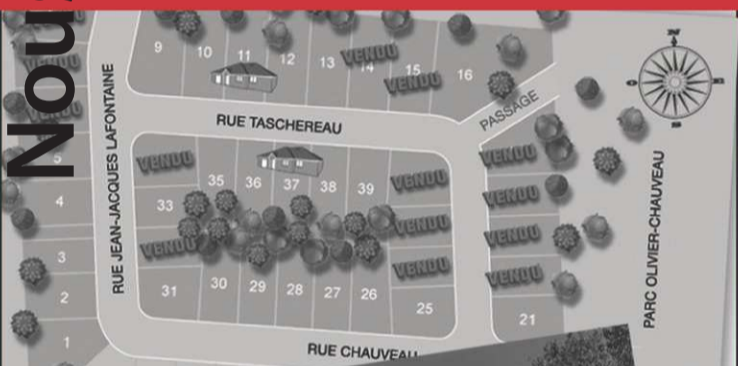 Nou
9
10
11
12
13
VENDU
14
15
VENDU
16
VENDU
VENDU
5
4
3
2
1
RUE JEAN-JACQUES LAFONTAINE
RUE TASCHEREAU
PASSAGE
VENDU
35
36
37
38
39
VENDU
33
VENDU
VENDU
31
30
29
28
27
26
VENDU
25
VENDU
VENDU
VENDU
VENDU
21
RUE CHAUVEAU
PARC OLIVIER-CHAUVEAU
N
O
E
S